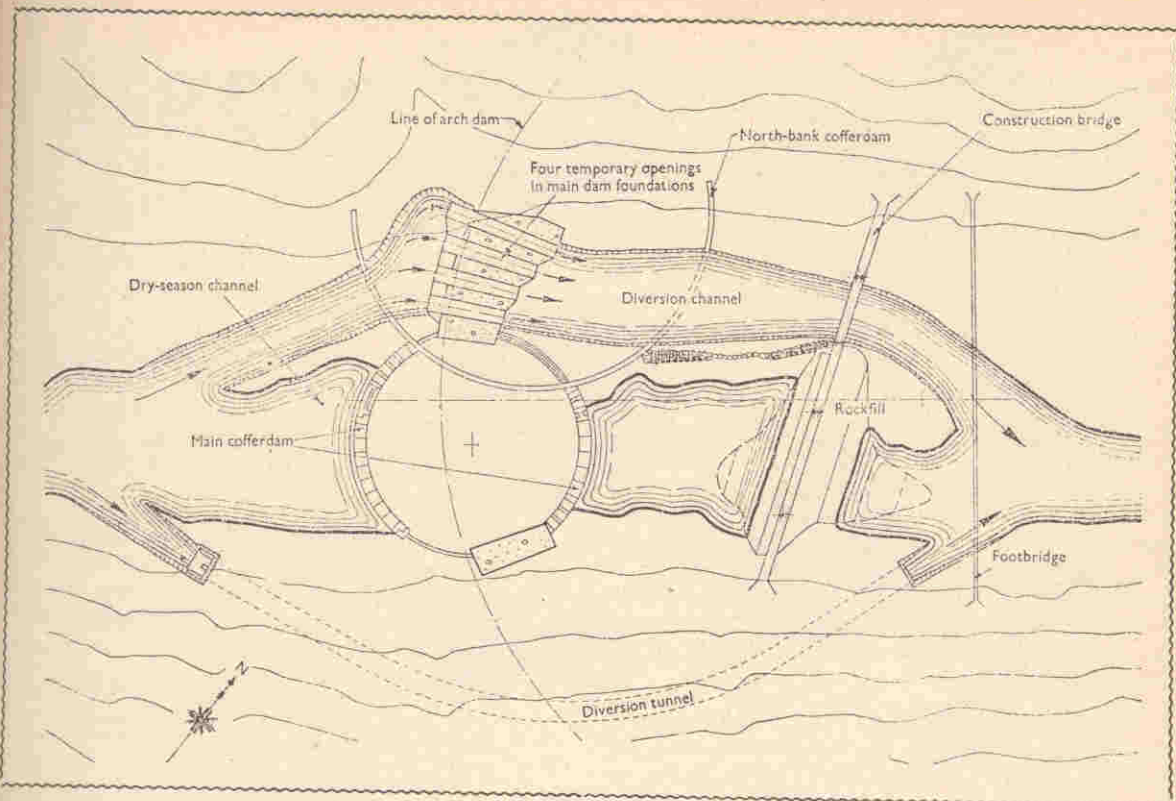 Line of arch dam
Construction bridge
North-bank cofferdam
Four temporary openings
in main dam foundations
Dry-season channel
Diversion channel
Rockfill
Main cofferdam
Footbridge
N
Diversion tunnel